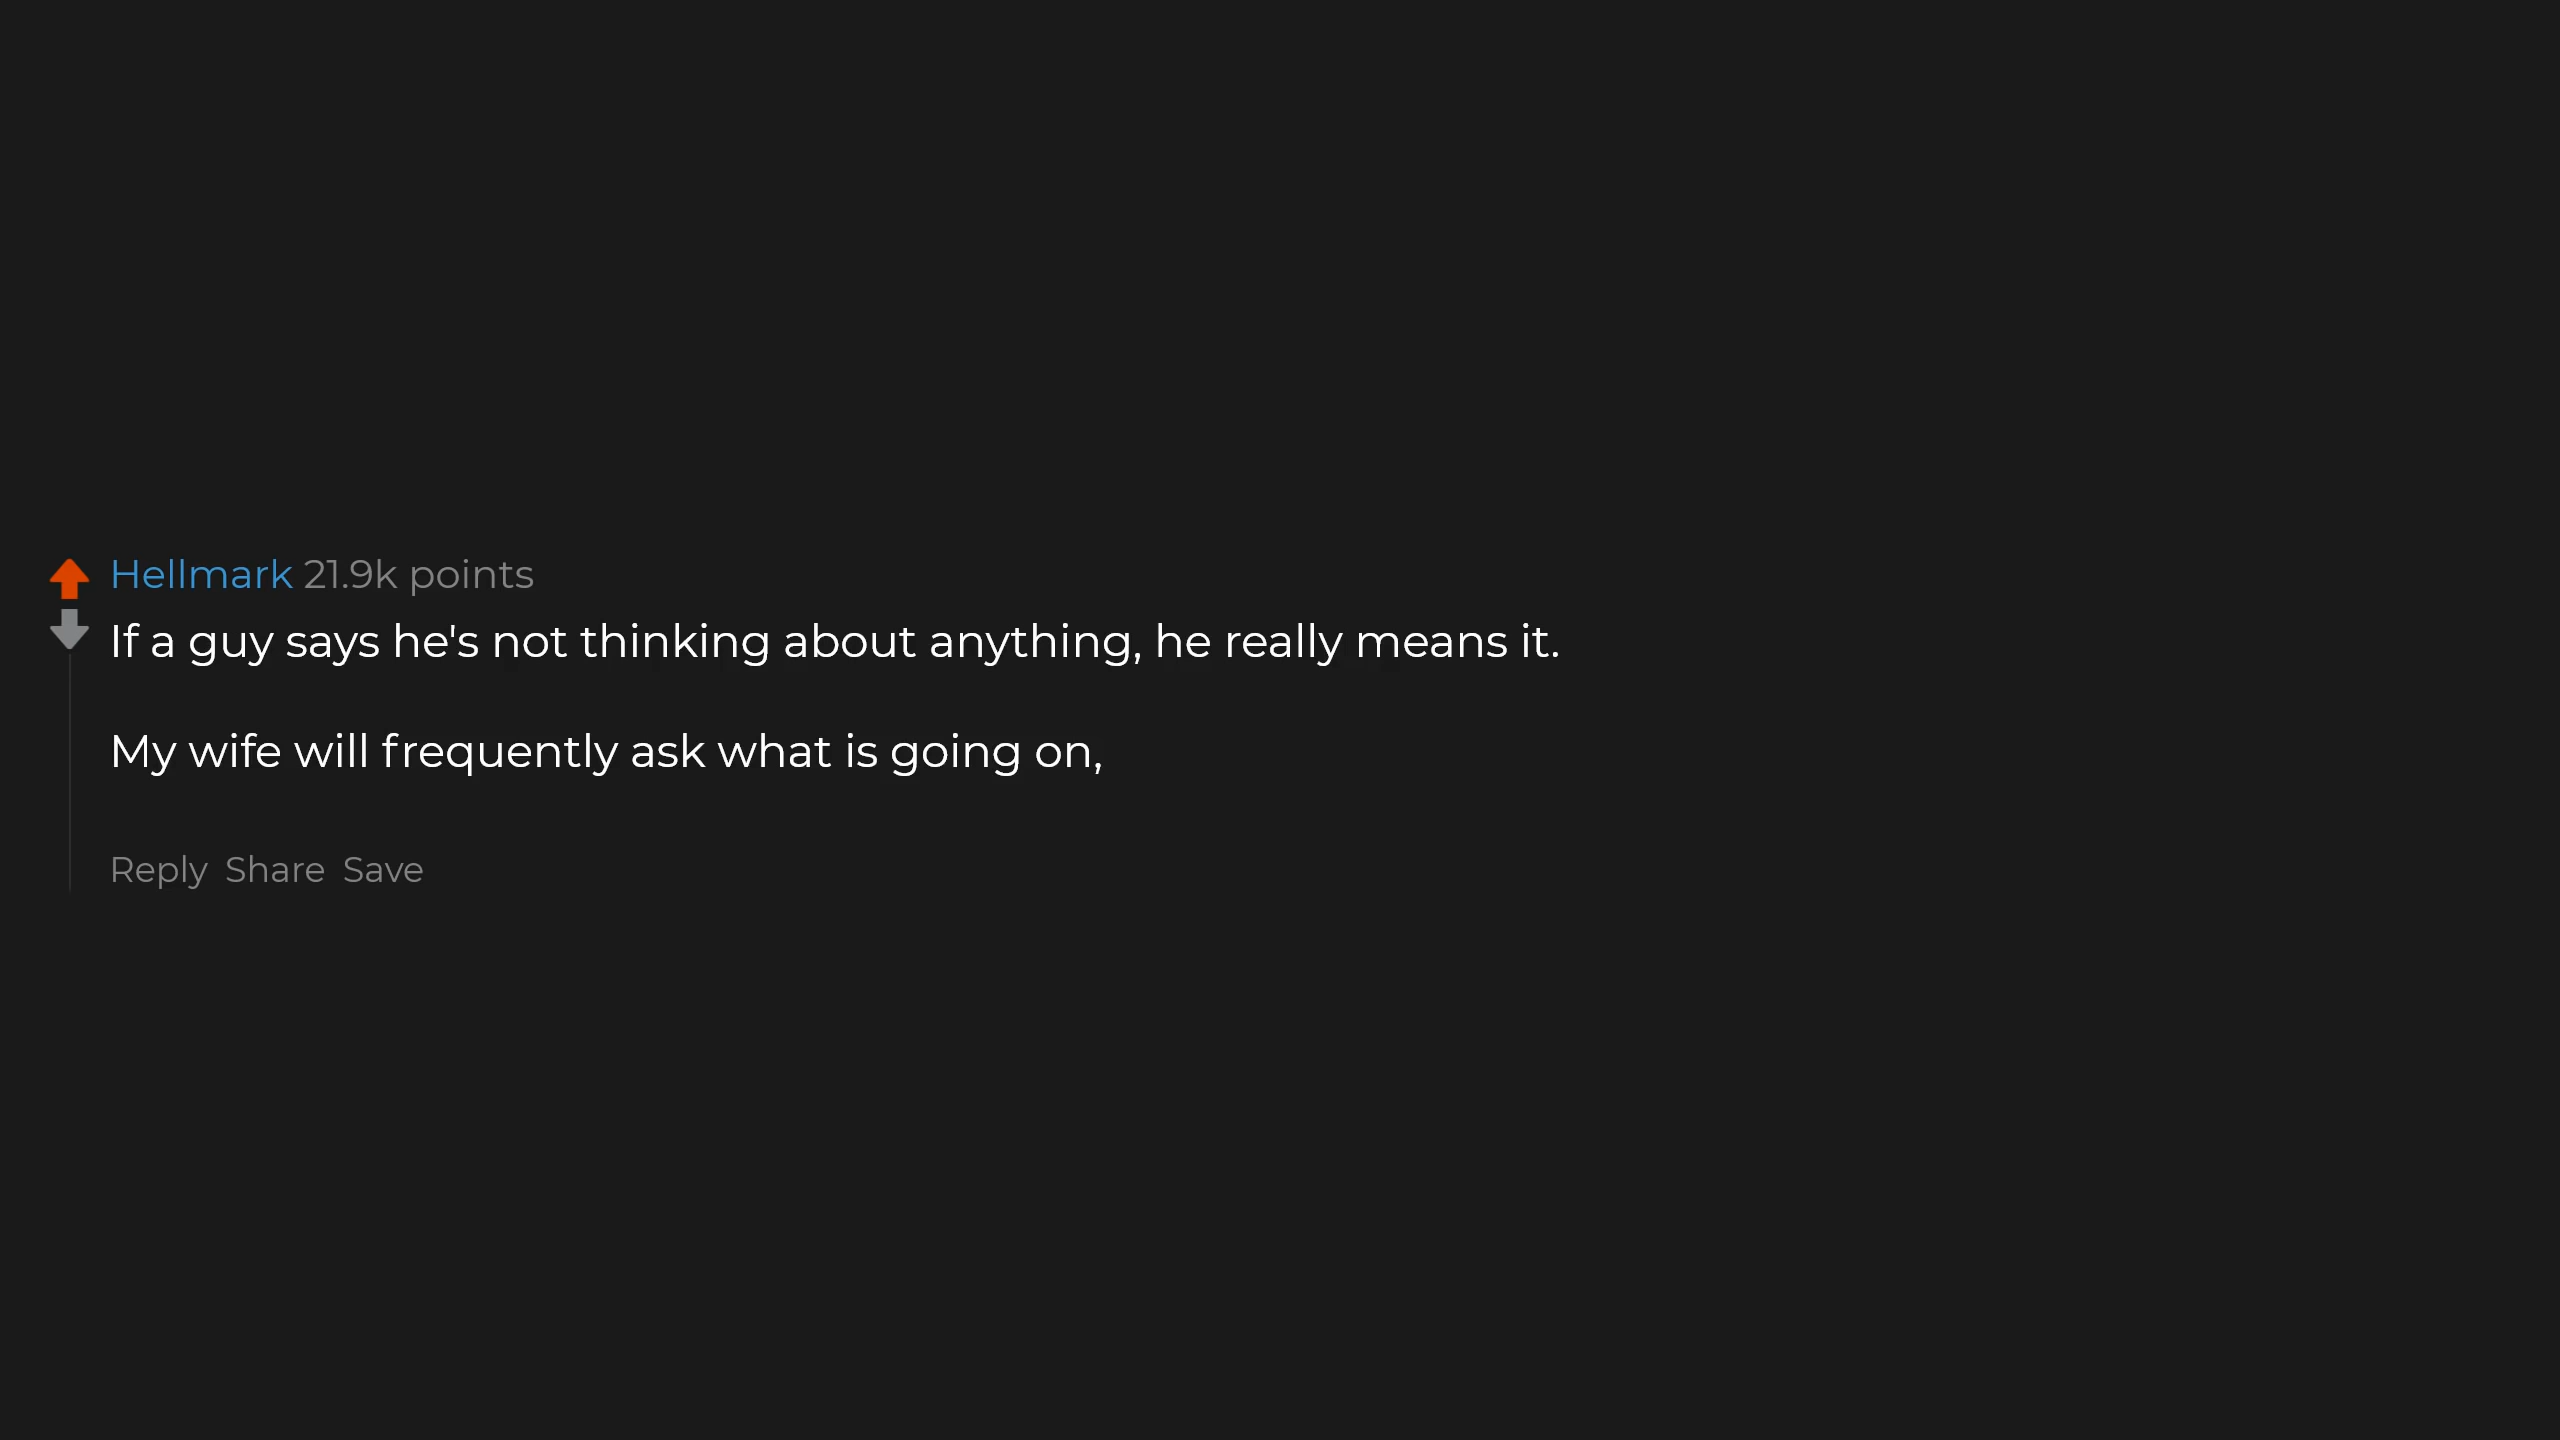 Hellmark 21.9k points
If a guy says he's not thinking about anything, he really means it.
My wife will frequently ask what is going on,
Reply Share Save